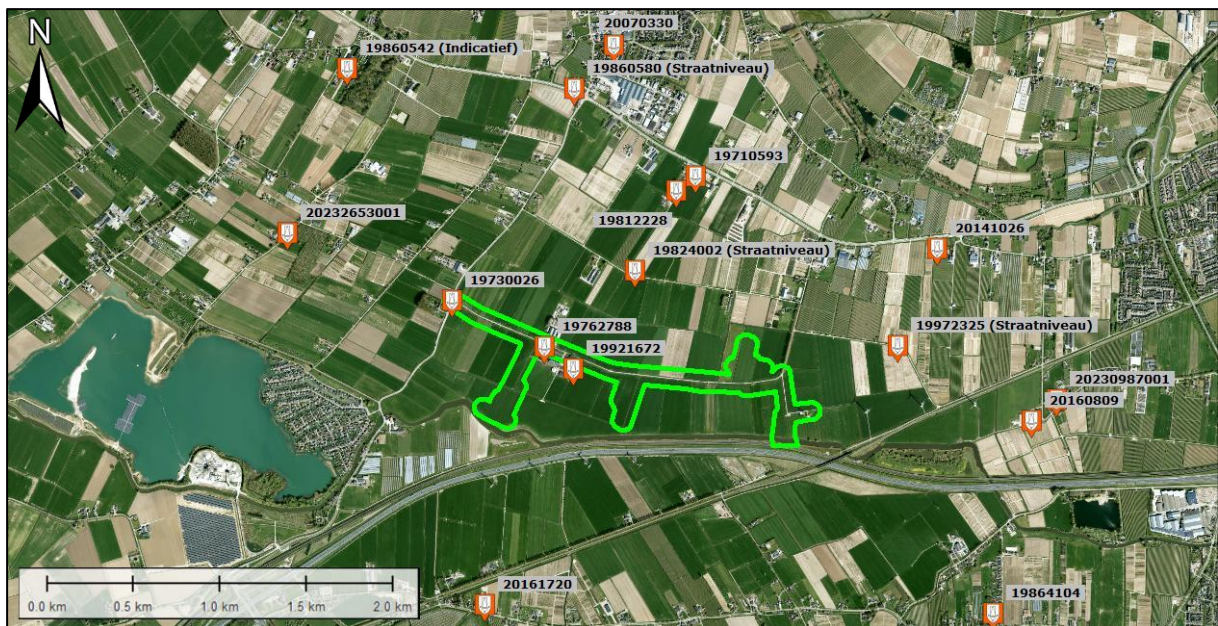 20070330
N
19860542 (Indicatief)
19860580 (Straatniveau)
19710593
20232653001
19812228
20141026
19824002 (Straatniveau)
19730026
19762788
19972325 (Straatniveau)
19921672
20230987001
20160809
0.0 km 0.5 km 1.0 km 1.5 km 2.0 km
20161720
19864104